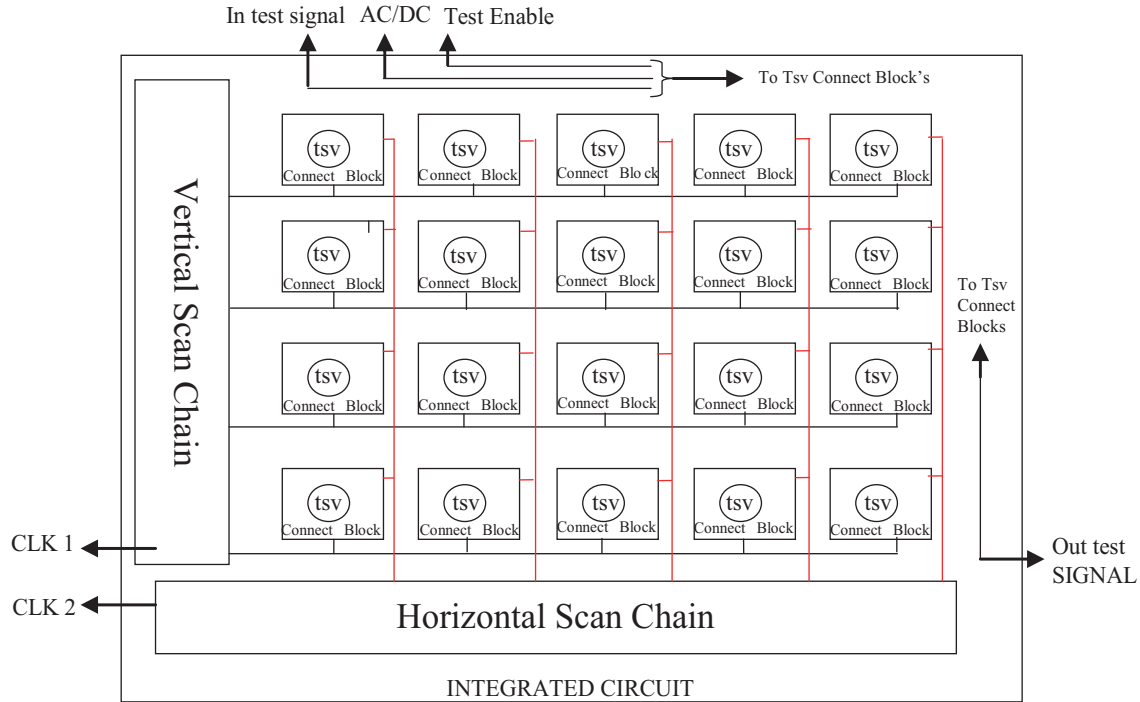 In test signal AC/DC Test Enable
To Tsv Connect Block's
tsv tsv tsv tsv tsv
Connect Block Connect Block Connect Blo ck Connect Block Connect Block
tsv tsv tsv tsv tsv
Connect Block Connect Block Connect Block Connect Block Connect Block
To Tsv
Connect
Blocks
tsv tsv tsv tsv tsv
Connect Block Connect Block Connect Block Connect Block Connect Block
tsv tsv tsv tsv tsv
Connect Block Connect Block Connect Block Connect Block Connect Block
Vertical Scan Chain
CLK 1
Out test
SIGNAL
CLK 2
Horizontal Scan Chain
INTEGRATED CIRCUIT